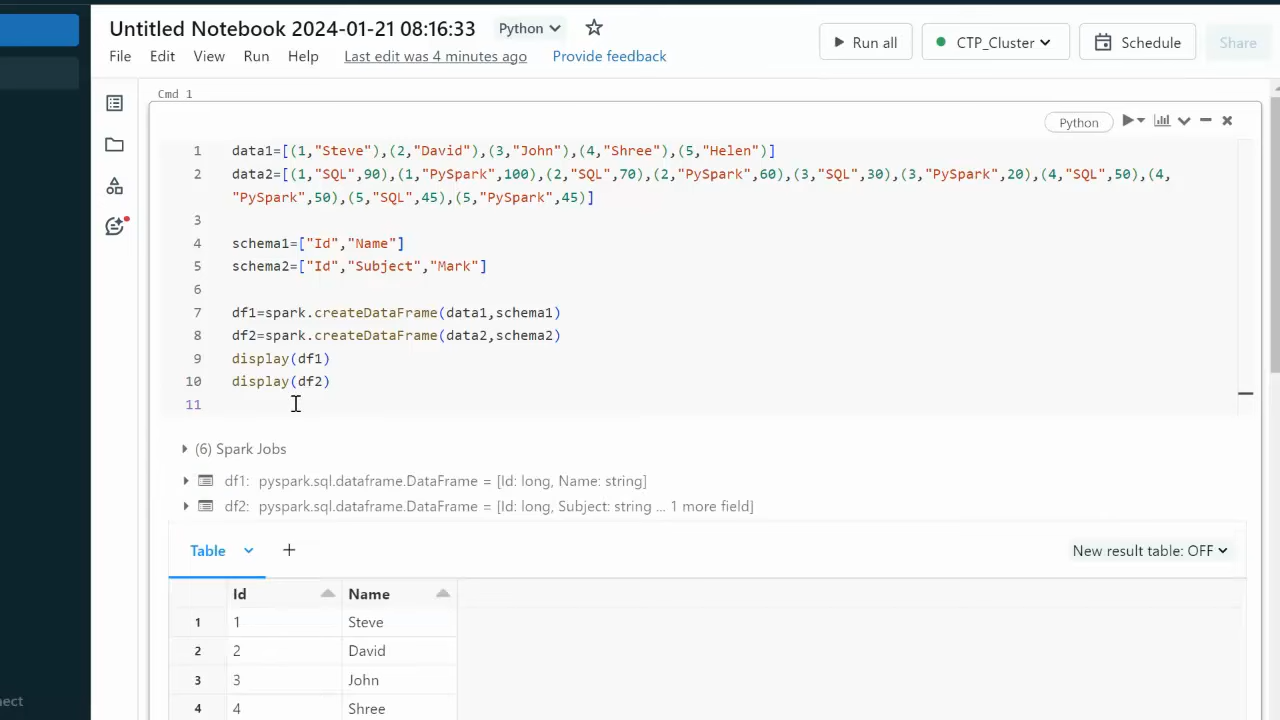 Untitled Notebook 2024-01-21 08:16:33 Python
File Edit View Run Help Last edit was 4 minutes ago Provide feedback
Run all CTP_Cluster Schedule Share
Cmd 1
Python
1 data1=[(1,"Steve"),(2,"David"),(3,"John"),(4,"Shree"),(5,"Helen")]
2 data2=[(1,"SQL",90),(1,"PySpark",100),(2,"SQL",70),(2,"PySpark",60),(3,"SQL",30),(3,"PySpark",20),(4,"SQL",50),(4,
"PySpark",50),(5,"SQL",45),(5,"PySpark",45)]
3
4 schema1=["Id","Name"]
5 schema2=["Id","Subject","Mark"]
6
7 df1=spark.createDataFrame(data1,schema1)
8 df2=spark.createDataFrame(data2,schema2)
9 display(df1)
10 display(df2)
11
(6) Spark Jobs
df1: pyspark.sql.dataframe.DataFrame = [Id: long, Name: string]
df2: pyspark.sql.dataframe.DataFrame = [Id: long, Subject: string ... 1 more field]
Table + New result table: OFF
Id Name
1 1 Steve
2 2 David
3 3 John
4 4 Shree
nect